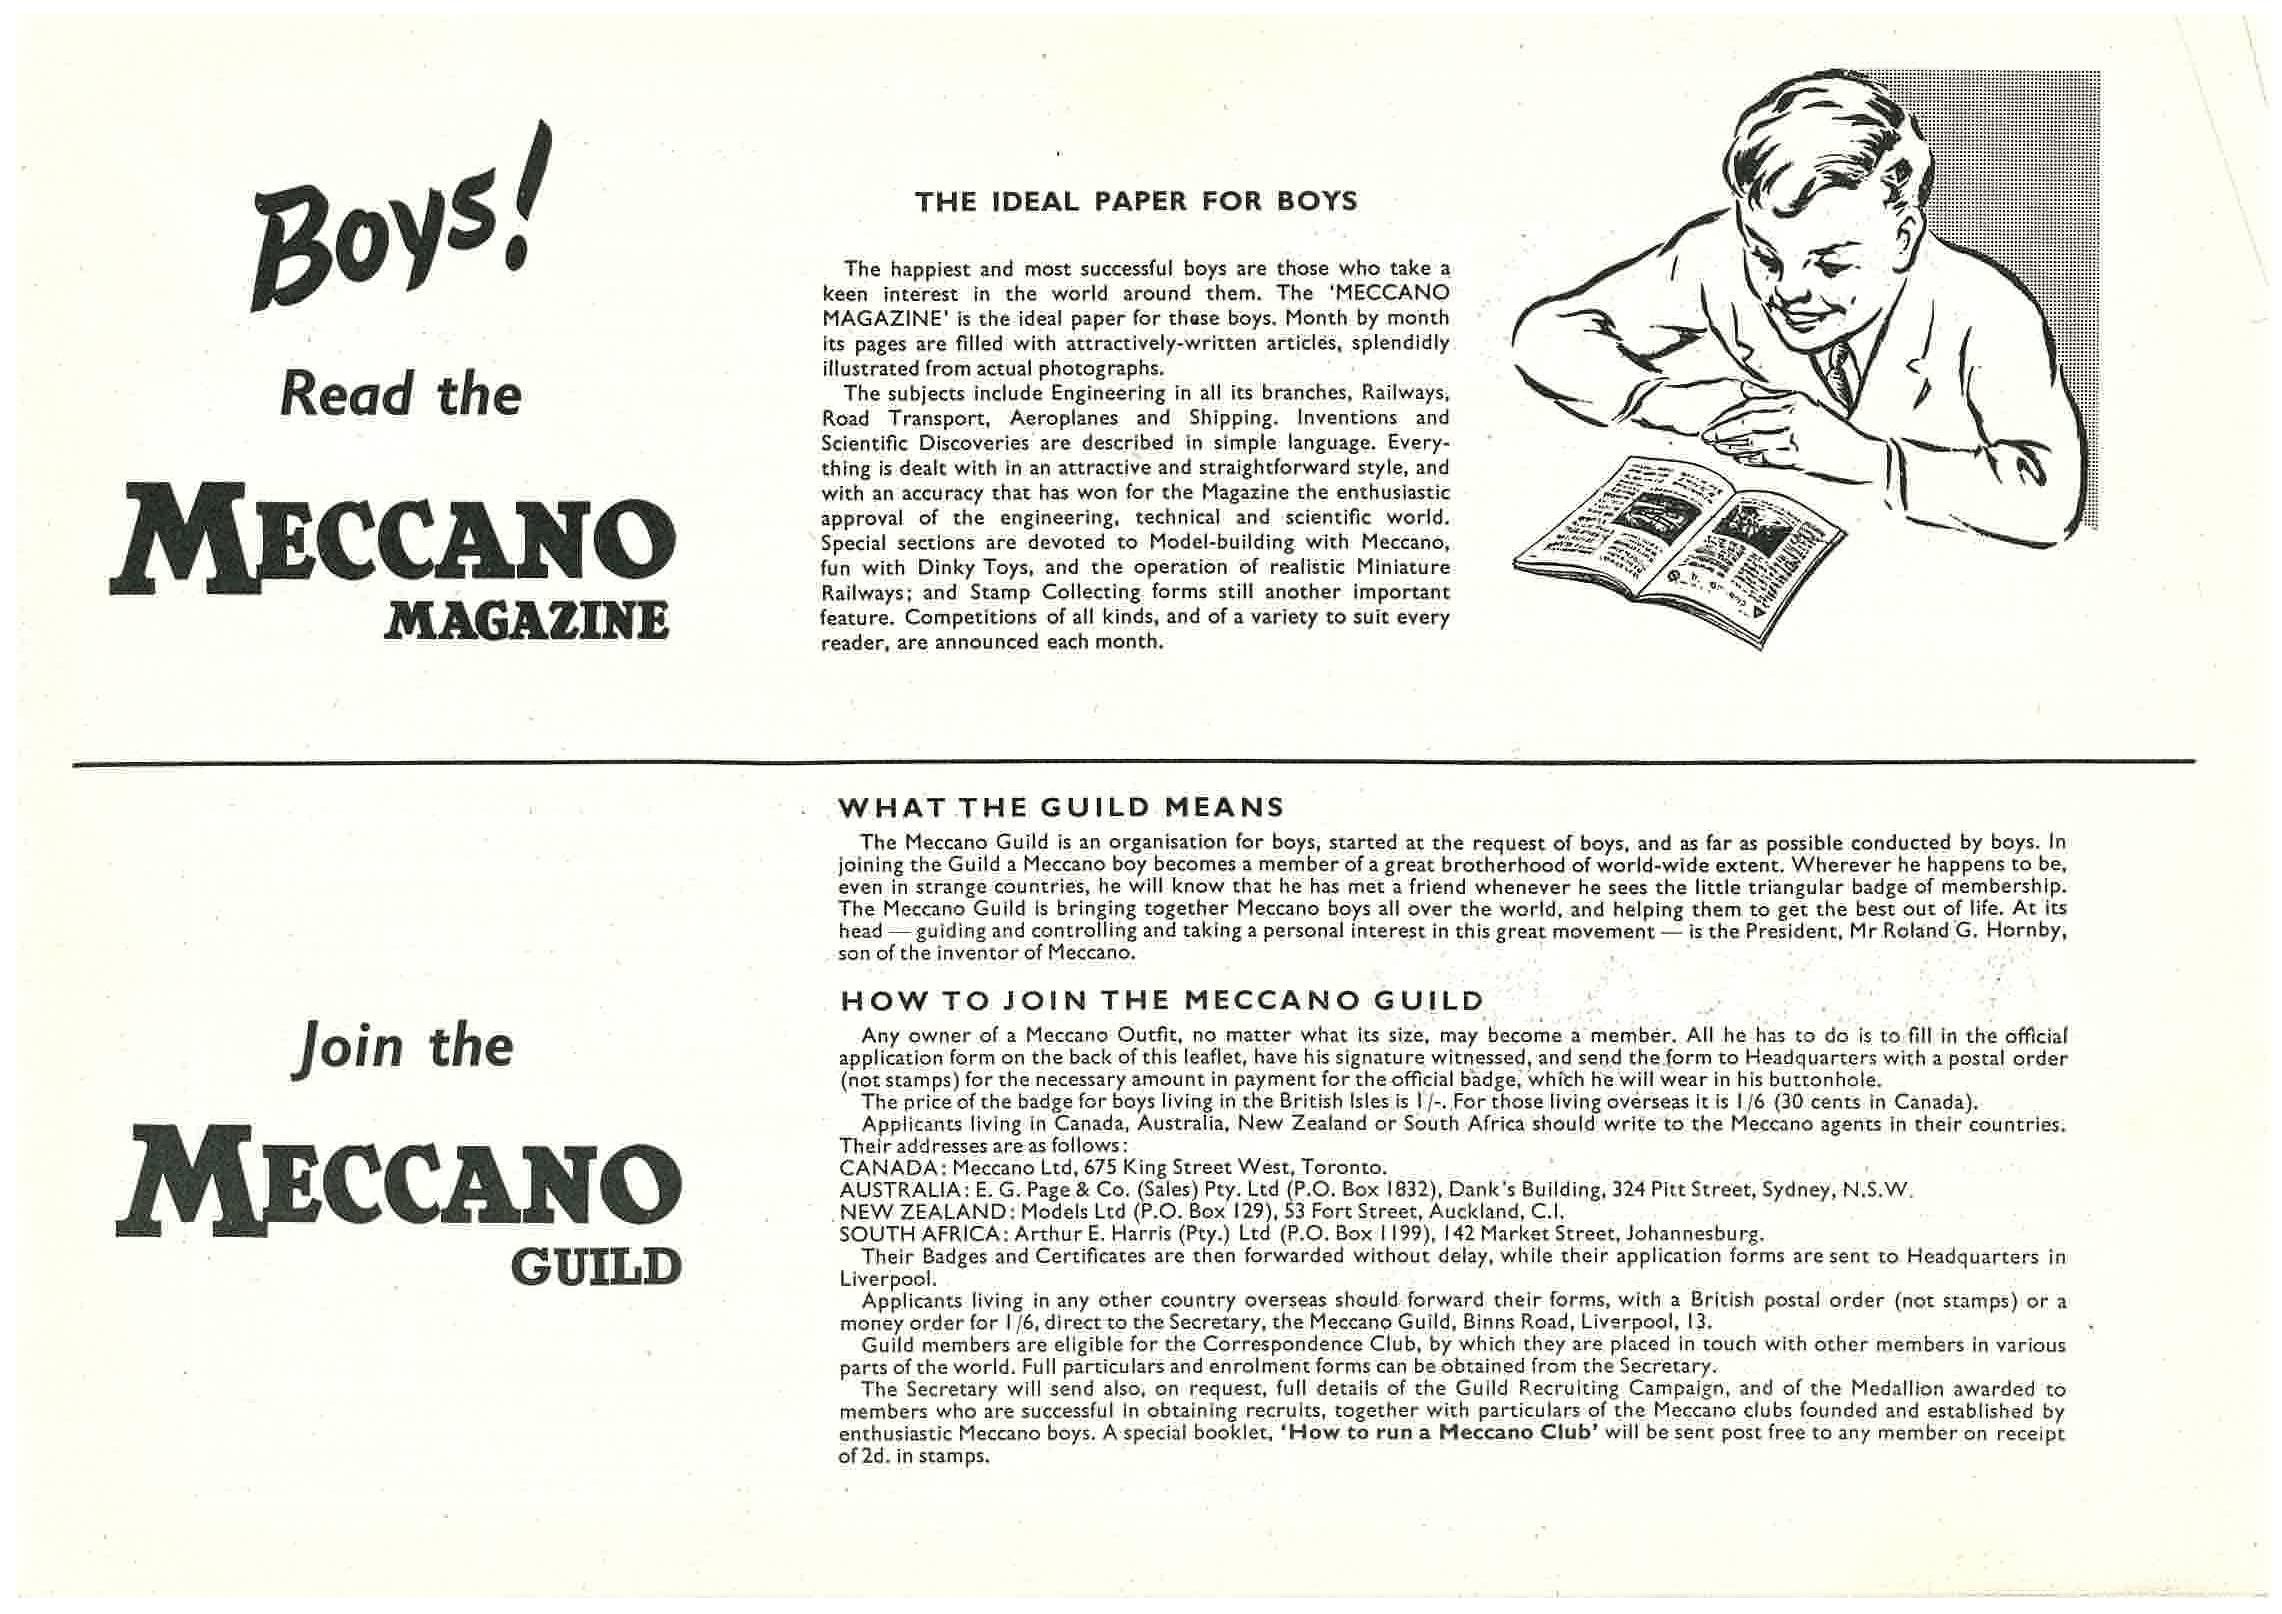 Boys!
Read the
MECCANO
MAGAZINE
THE IDEAL PAPER FOR BOYS
The happiest and most successful boys are those who take a
keen interest in the world around them. The 'MECCANO
MAGAZINE' is the ideal paper for these boys. Month by month
its pages are filled with attractively-written articles, splendidly
illustrated from actual photographs.
The subjects include Engineering in all its branches, Railways,
Road Transport, Aeroplanes and Shipping. Inventions and
Scientific Discoveries are described in simple language. Every-
thing is dealt with in an attractive and straightforward style, and
with an accuracy that has won for the Magazine the enthusiastic
approval of the engineering, technical and scientific world.
Special sections are devoted to Model-building with Meccano,
fun with Dinky Toys, and the operation of realistic Miniature
Railways; and Stamp Collecting forms still another important
feature. Competitions of all kinds, and of a variety to suit every
reader, are announced each month.
Join the
MECCANO
GUILD
WHAT THE GUILD MEANS
The Meccano Guild is an organisation for boys, started at the request of boys, and as far as possible conducted by boys. In
joining the Guild a Meccano boy becomes a member of a great brotherhood of world-wide extent. Wherever he happens to be,
even in strange countries, he will know that he has met a friend whenever he sees the little triangular badge of membership.
The Meccano Guild is bringing together Meccano boys all over the world, and helping them to get the best out of life. At its
head — guiding and controlling and taking a personal interest in this great movement — is the President, Mr Roland G. Hornby,
son of the inventor of Meccano.
HOW TO JOIN THE MECCANO GUILD
Any owner of a Meccano Outfit, no matter what its size, may become a member. All he has to do is to fill in the official
application form on the back of this leaflet, have his signature witnessed, and send the form to Headquarters with a postal order
(not stamps) for the necessary amount in payment for the official badge, which he will wear in his buttonhole.
The price of the badge for boys living in the British Isles is 1/-. For those living overseas it is 1/6 (30 cents in Canada).
Applicants living in Canada, Australia, New Zealand or South Africa should write to the Meccano agents in their countries.
Their addresses are as follows:
CANADA: Meccano Ltd, 675 King Street West, Toronto.
AUSTRALIA: E. G. Page & Co. (Sales) Pty. Ltd (P.O. Box 1832), Dank's Building, 324 Pitt Street, Sydney, N.S.W.
NEW ZEALAND: Models Ltd (P.O. Box 129), 53 Fort Street, Auckland, C.I.
SOUTH AFRICA: Arthur E. Harris (Pty.) Ltd (P.O. Box 1199), 142 Market Street, Johannesburg.
Their Badges and Certificates are then forwarded without delay, while their application forms are sent to Headquarters in
Liverpool.
Applicants living in any other country overseas should forward their forms, with a British postal order (not stamps) or a
money order for 1/6, direct to the Secretary, the Meccano Guild, Binns Road, Liverpool, 13.
Guild members are eligible for the Correspondence Club, by which they are placed in touch with other members in various
parts of the world. Full particulars and enrolment forms can be obtained from the Secretary.
The Secretary will send also, on request, full details of the Guild Recruiting Campaign, and of the Medallion awarded to
members who are successful in obtaining recruits, together with particulars of the Meccano clubs founded and established by
enthusiastic Meccano boys. A special booklet, 'How to run a Meccano Club' will be sent post free to any member on receipt
of 2d. in stamps.